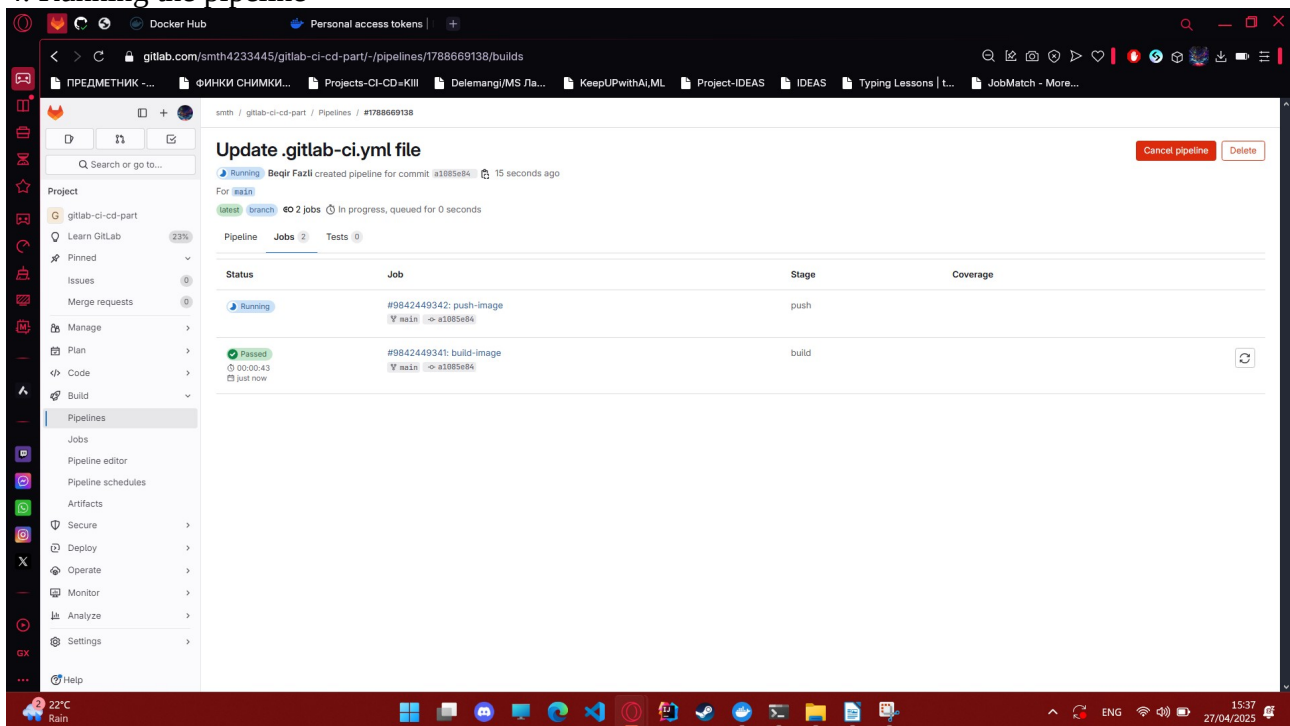 4. Running the pipeline
Docker Hub
Personal access tokens |
gitlab.com/smth4233445/gitlab-ci-cd-part/-/pipelines/1788669138/builds
ПРЕДМЕТНИК -...
ФИНКИ СНИМКИ...
Projects-CI-CD=KIII
Delemangi/MS Ла...
KeepUPwithAi,ML
Project-IDEAS
IDEAS
Typing Lessons | t...
JobMatch - More...
smth / gitlab-ci-cd-part / Pipelines / #1788669138
Search or go to...
Project
G gitlab-ci-cd-part
Learn GitLab 23%
Pinned
Issues 0
Merge requests 0
Manage
Plan
Code
Build
Pipelines
Jobs
Pipeline editor
Pipeline schedules
Artifacts
Secure
Deploy
Operate
Monitor
Analyze
Settings
Help
Update .gitlab-ci.yml file
Cancel pipeline
Delete
Running Beqir Fazli created pipeline for commit a1085e84 15 seconds ago
For main
latest branch 2 jobs In progress, queued for 0 seconds
Pipeline Jobs 2 Tests 0
Status Job Stage Coverage
Running #9842449342: push-image push
main a1085e84
Passed #9842449341: build-image build
00:00:43 main a1085e84
just now
GX
2
22°C
Rain
ENG
15:37
27/04/2025